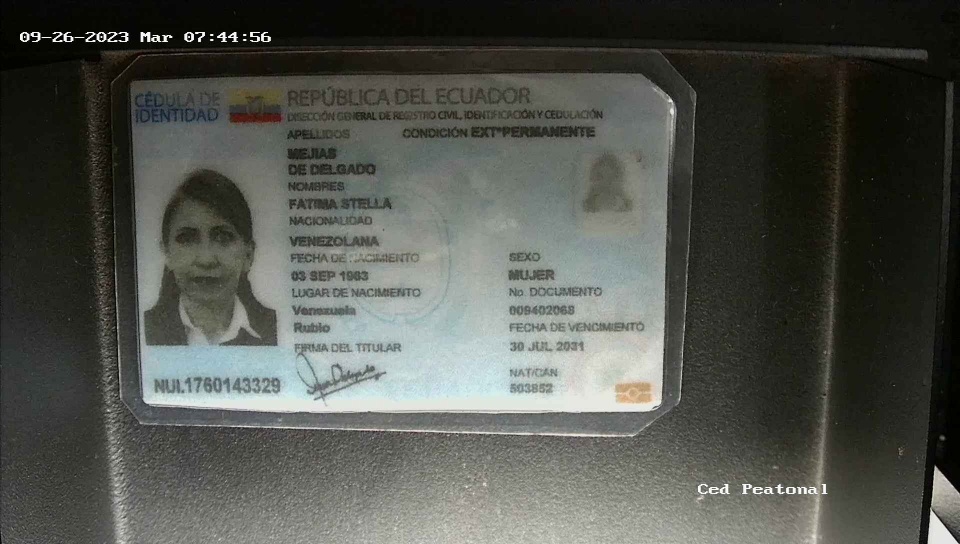 09-26-2023 Mar 07:44:56
CÉDULA DE
IDENTIDAD
REPÚBLICA DEL ECUADOR
DIRECCIÓN GENERAL DE REGISTRO CIVIL, IDENTIFICACIÓN Y CEDULACIÓN
APELLIDOS CONDICIÓN EXT*PERMANENTE
MEJIAS
DE DELGADO
NOMBRES
FATIMA STELLA
NACIONALIDAD
VENEZOLANA
FECHA DE NACIMIENTO SEXO
03 SEP 1963 MUJER
LUGAR DE NACIMIENTO No. DOCUMENTO
Venezuela 009402068
Rubio FECHA DE VENCIMIENTO
FIRMA DEL TITULAR 30 JUL 2031
NAT/CAN
NUI.1760143329 503852
Ced Peatonal